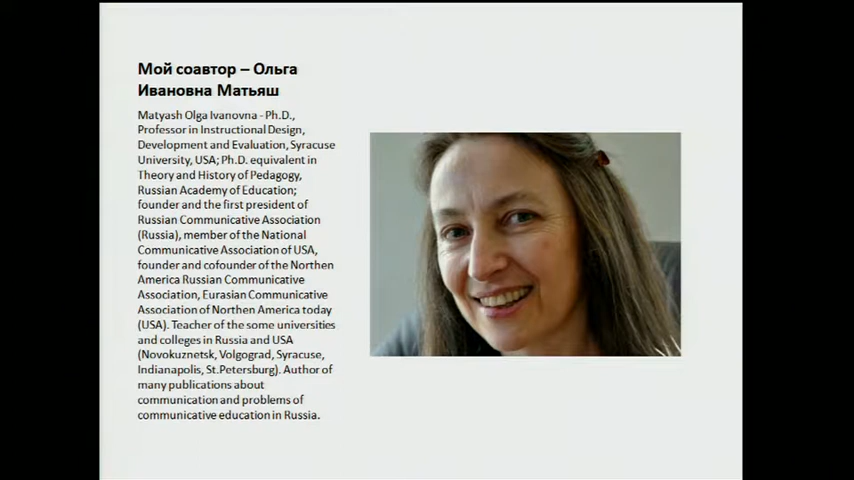 Мой соавтор – Ольга
Ивановна Матьяш
Matyash Olga Ivanovna - Ph.D.,
Professor in Instructional Design,
Development and Evaluation, Syracuse
University, USA; Ph.D. equivalent in
Theory and History of Pedagogy,
Russian Academy of Education;
founder and the first president of
Russian Communicative Association
(Russia), member of the National
Communicative Association of USA,
founder and cofounder of the Northen
America Russian Communicative
Association, Eurasian Communicative
Association of Northen America today
(USA). Teacher of the some universities
and colleges in Russia and USA
(Novokuznetsk, Volgograd, Syracuse,
Indianapolis, St.Petersburg). Author of
many publications about
communication and problems of
communicative education in Russia.